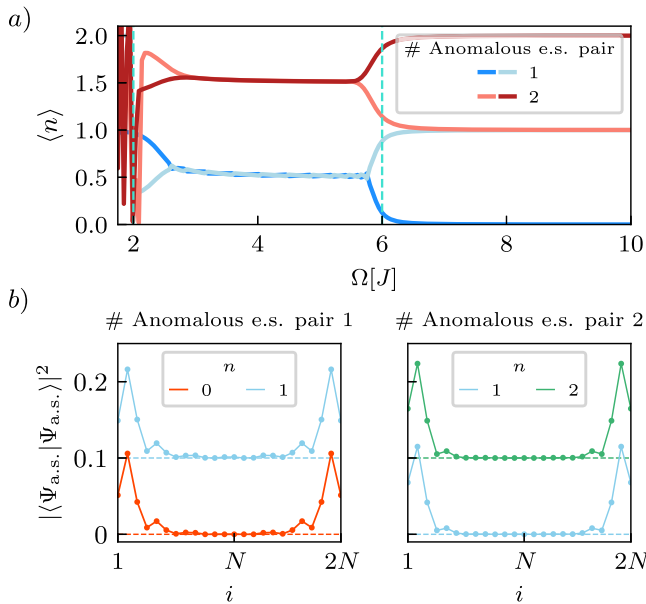 a)
# Anomalous e.s. pair
1
2
⟨n⟩
2.0
1.5
1.0
0.5
0.0
2 4 6 8 10
Ω[J]
b)
# Anomalous e.s. pair 1 # Anomalous e.s. pair 2
n n
0 1 1 2
|⟨Ψa.s.|Ψa.s.⟩|²
0.2
0.1
0
1 N 2N 1 N 2N
i i